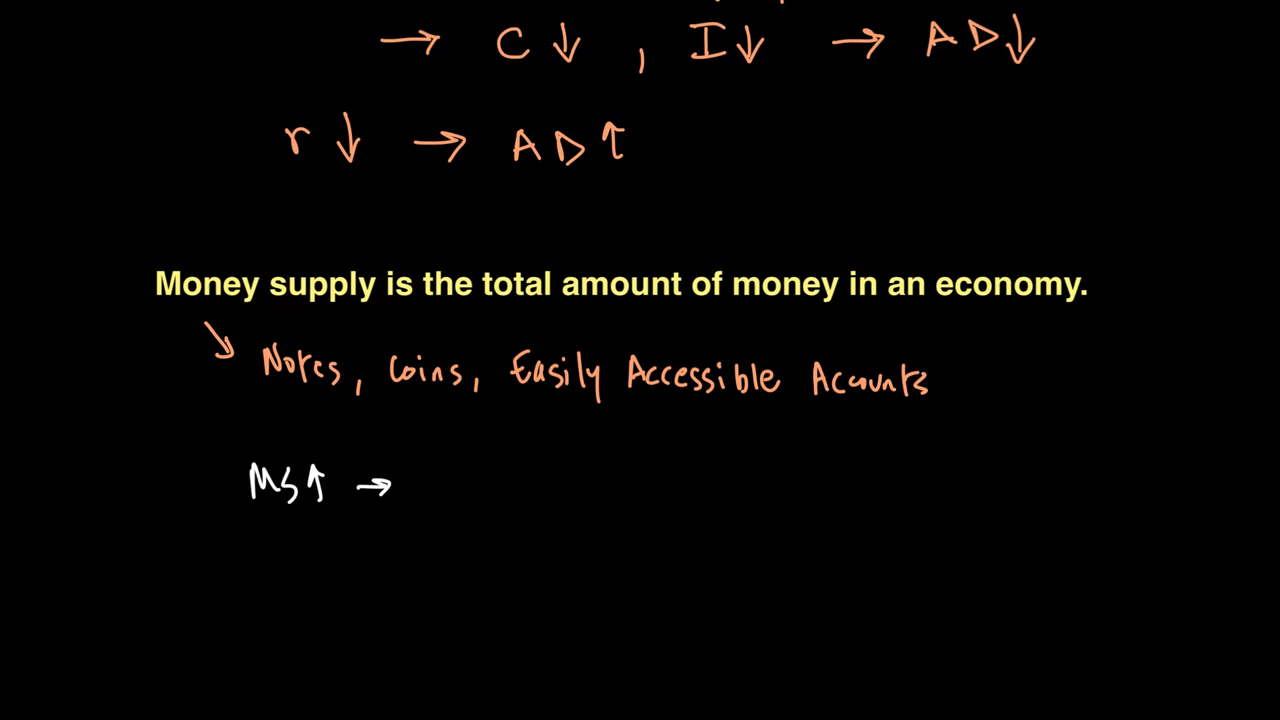 → C ↓ , I ↓ → AD ↓
r ↓ → AD ↑
Money supply is the total amount of money in an economy.
↘ Notes, Coins, Easily Accessible Accounts
MS ↑ →